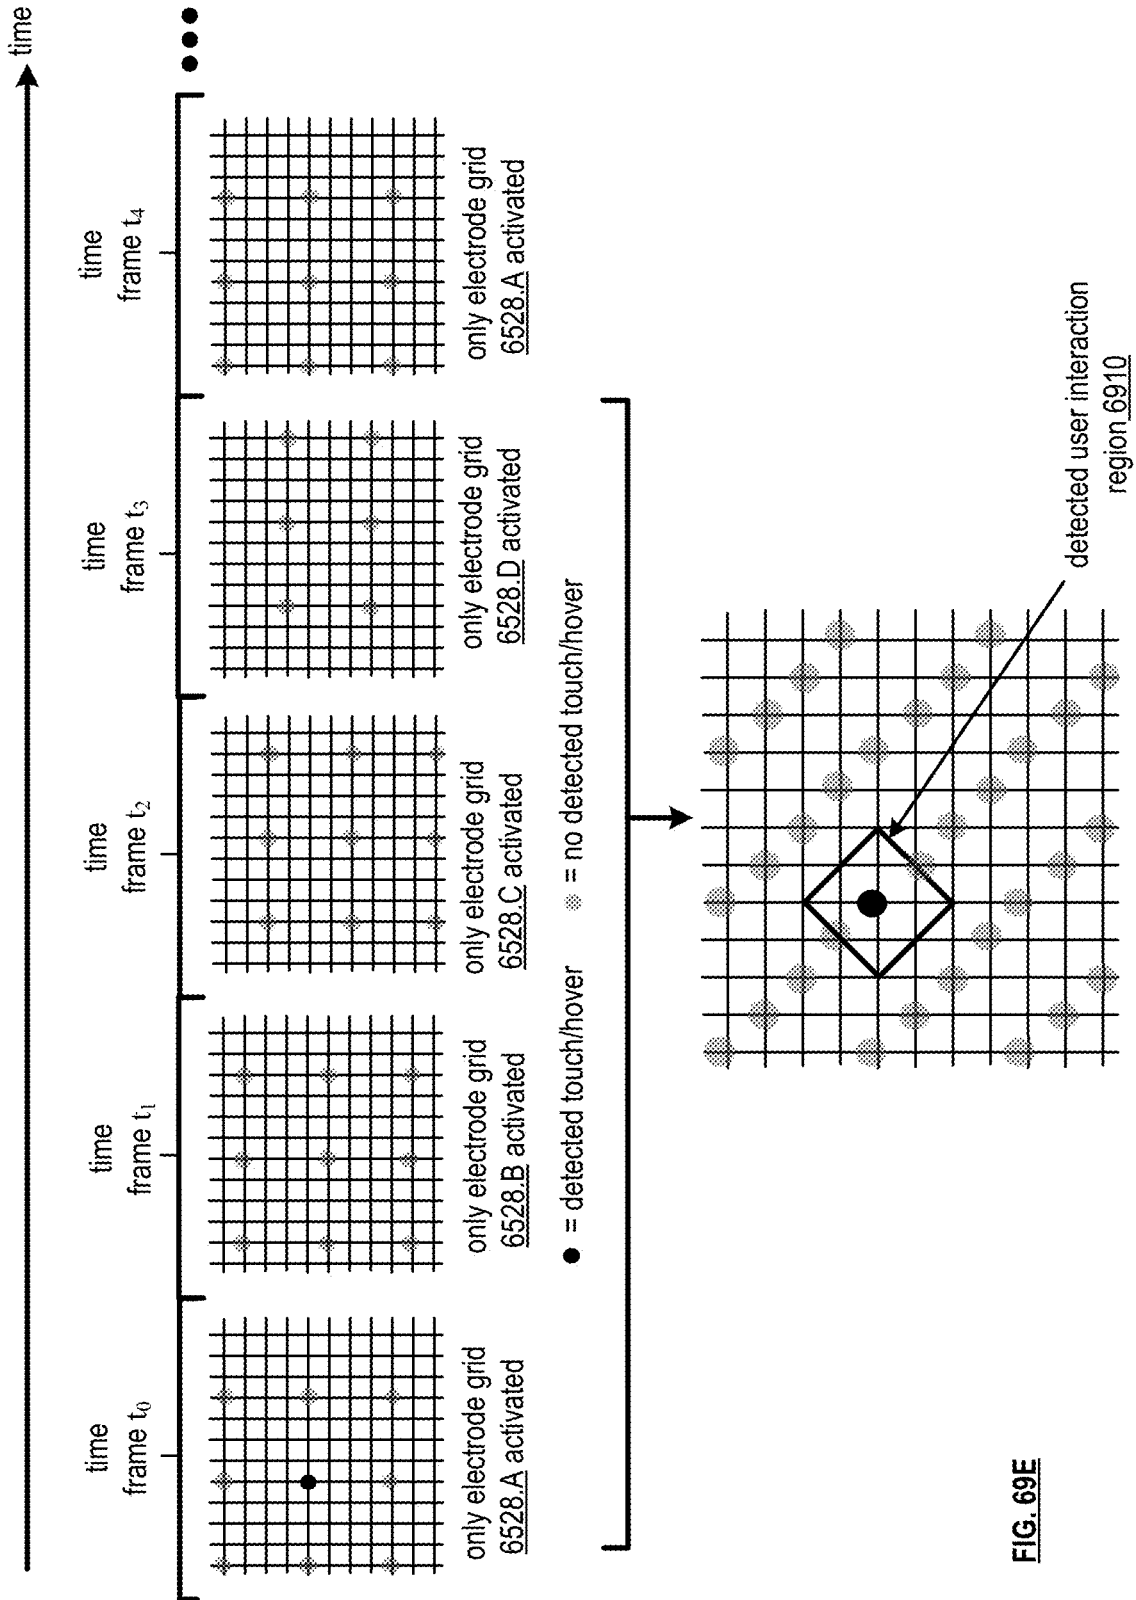 time
time
frame t0
time
frame t1
time
frame t2
time
frame t3
time
frame t4
only electrode grid
6528.A activated
only electrode grid
6528.B activated
only electrode grid
6528.C activated
only electrode grid
6528.D activated
only electrode grid
6528.A activated
= detected touch/hover
= no detected touch/hover
detected user interaction
region 6910
FIG. 69E